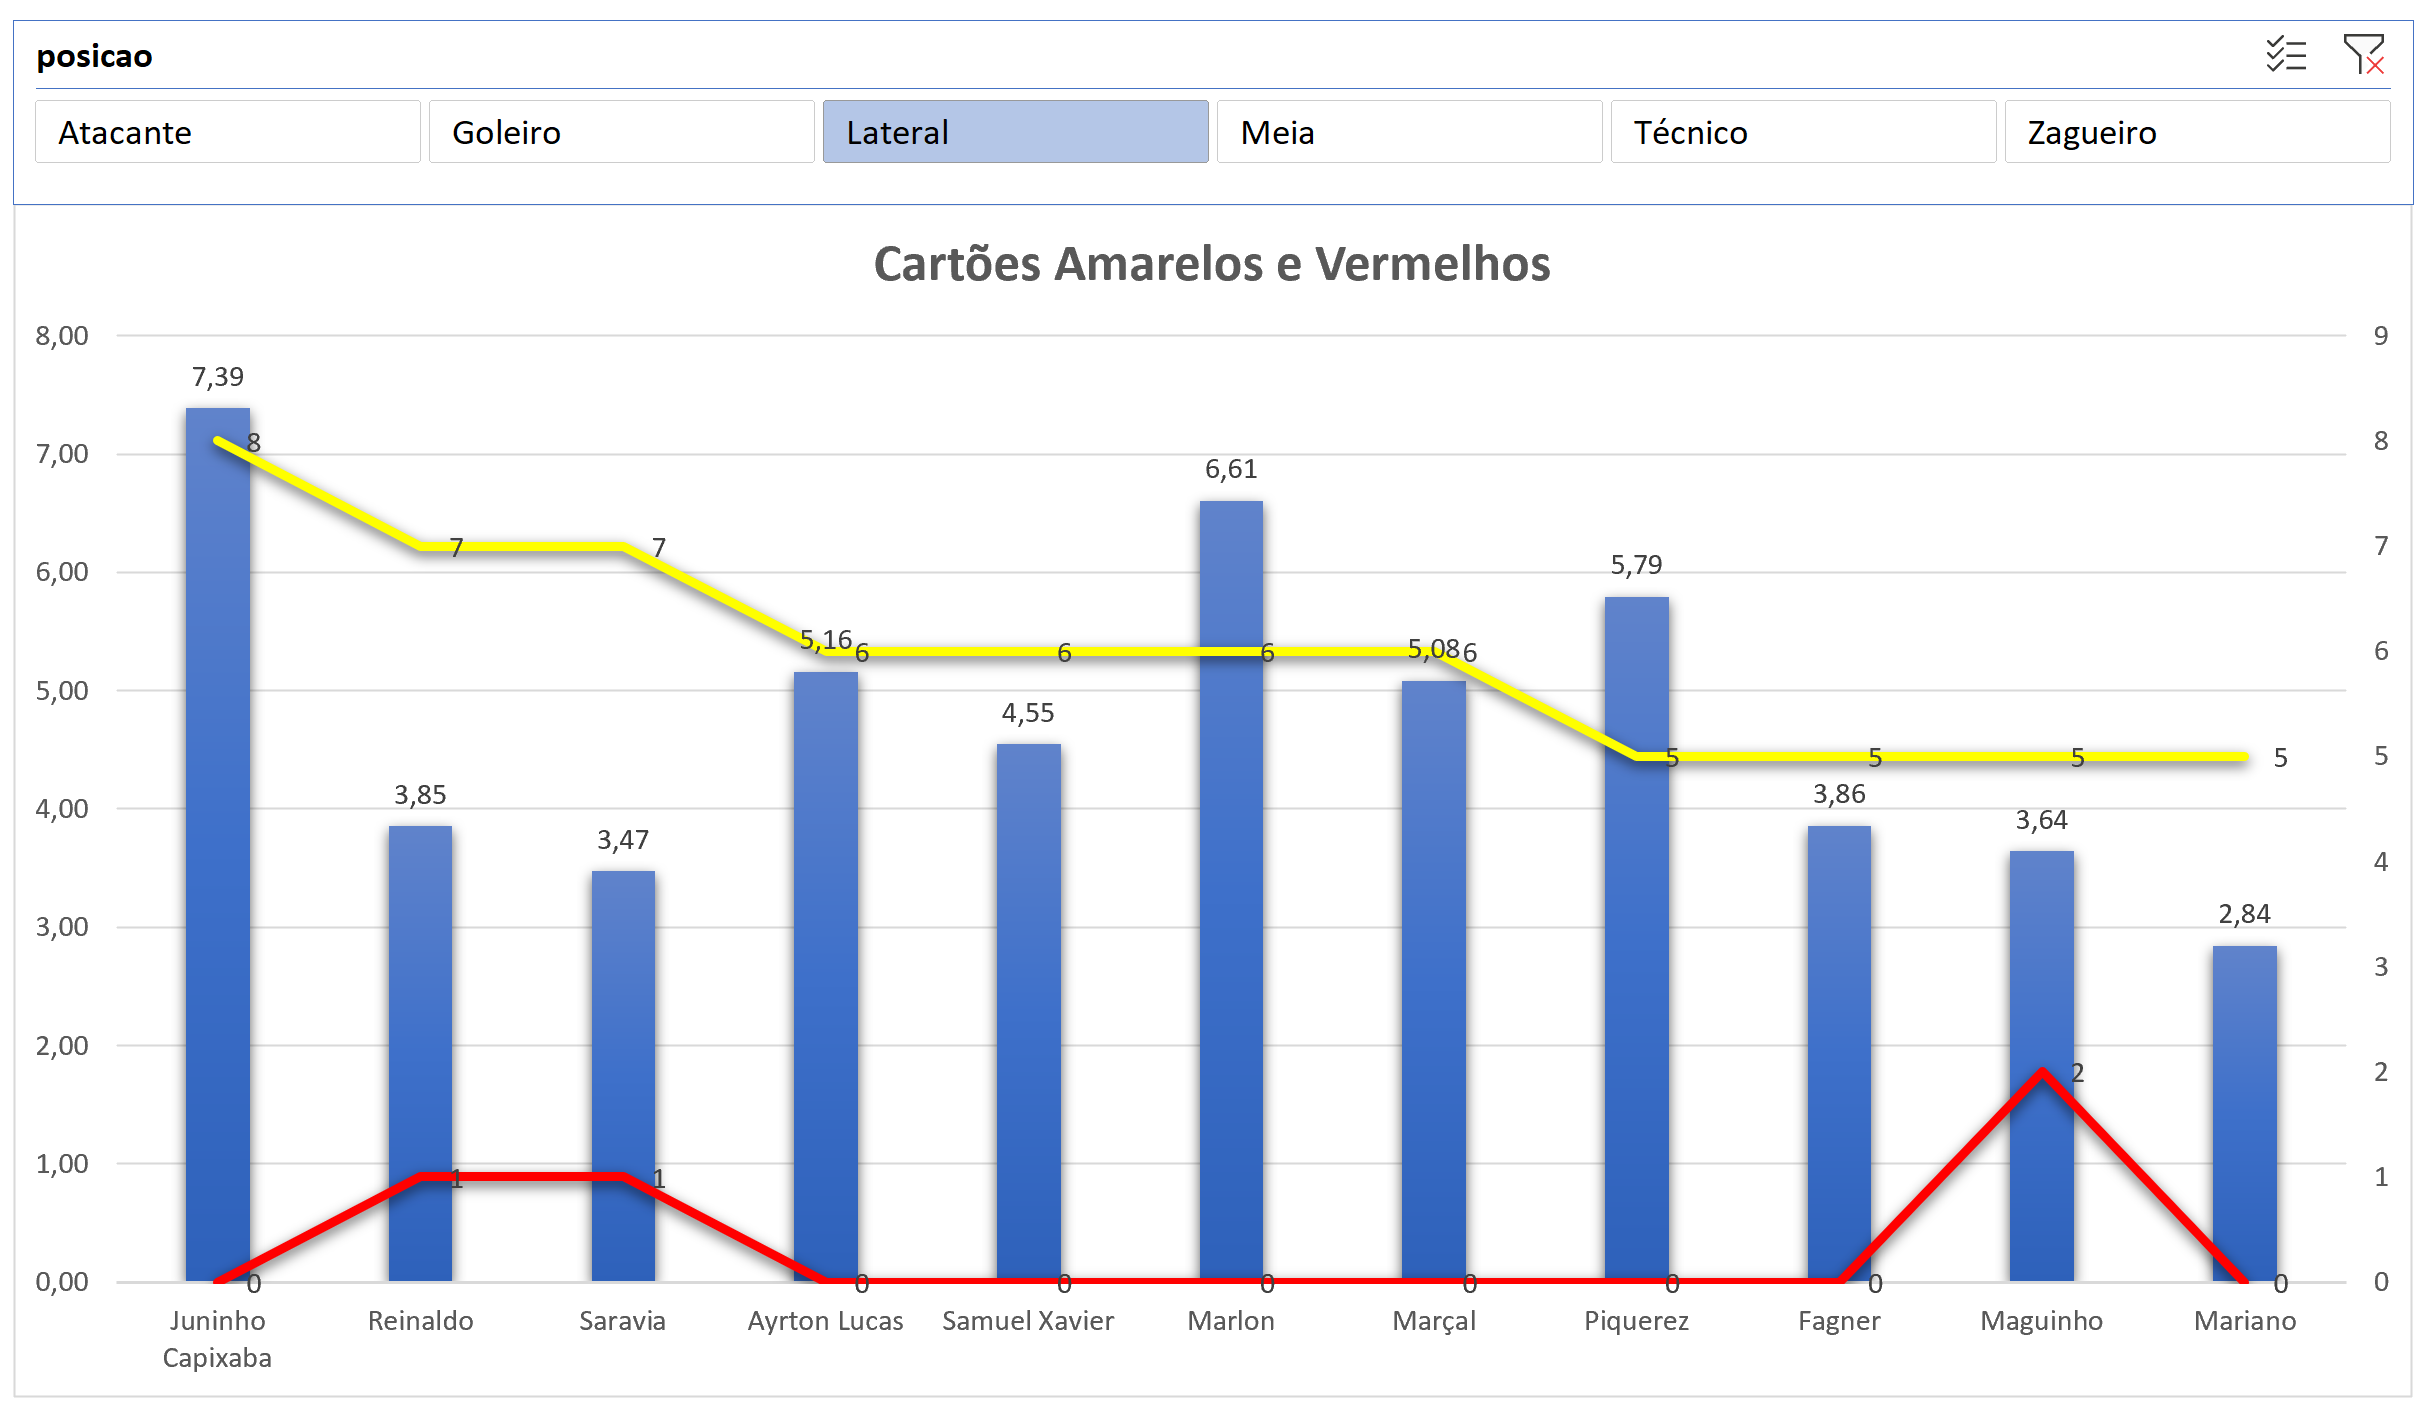 posicao
Atacante Goleiro Lateral Meia Técnico Zagueiro
Cartões Amarelos e Vermelhos
8,00 9
7,39
8 8
7,00
6,61
7 7 7
6,00
5,79
5,16 6 6 6 5,08 6 6
5,00
4,55
5 5 5 5 5
4,00
3,85 3,86
3,47 3,64
4
3,00
2,84
3
2,00
2 2
1,00
1 1 1
0,00 0 0 0 0 0 0 0 0 0
Juninho Capixaba Reinaldo Saravia Ayrton Lucas Samuel Xavier Marlon Marçal Piquerez Fagner Maguinho Mariano